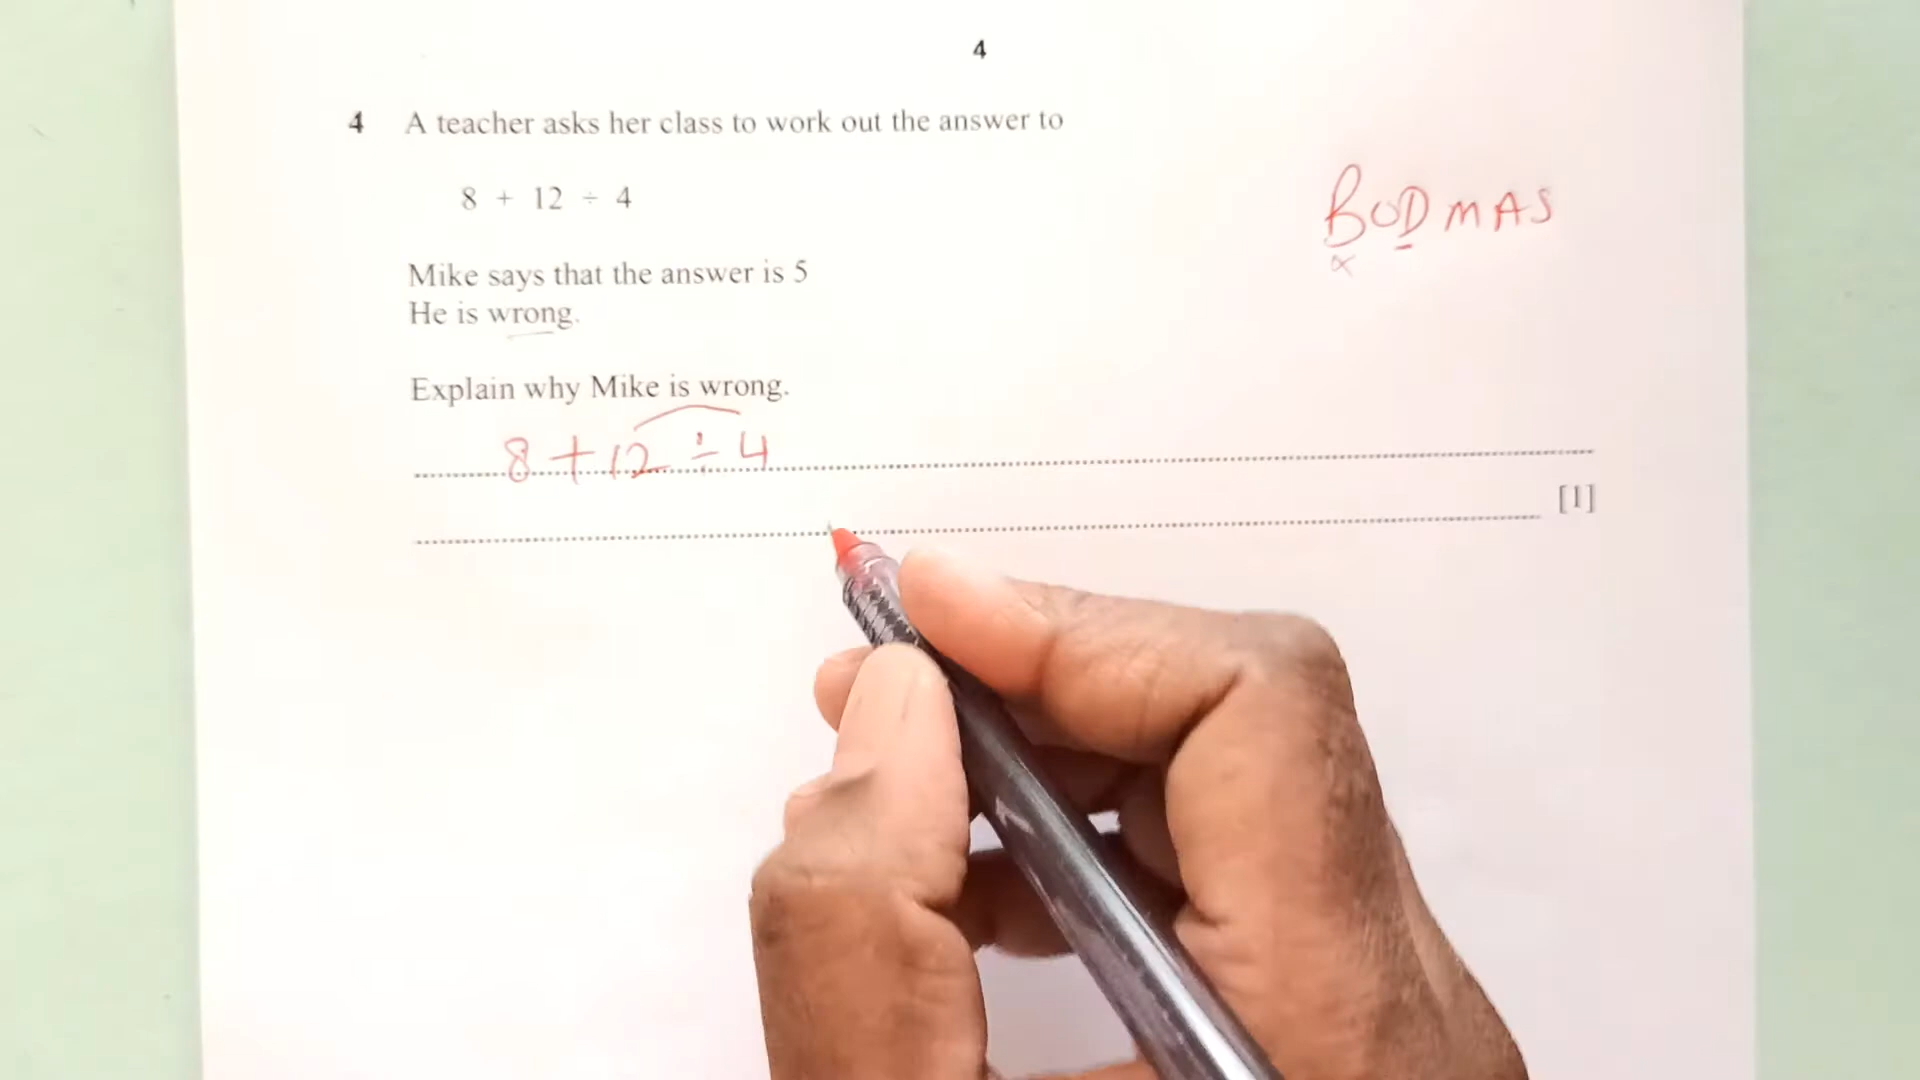 4
4 A teacher asks her class to work out the answer to
8 + 12 ÷ 4
BODMAS
Mike says that the answer is 5
He is wrong.
Explain why Mike is wrong.
8 + 12 ÷ 4
[1]